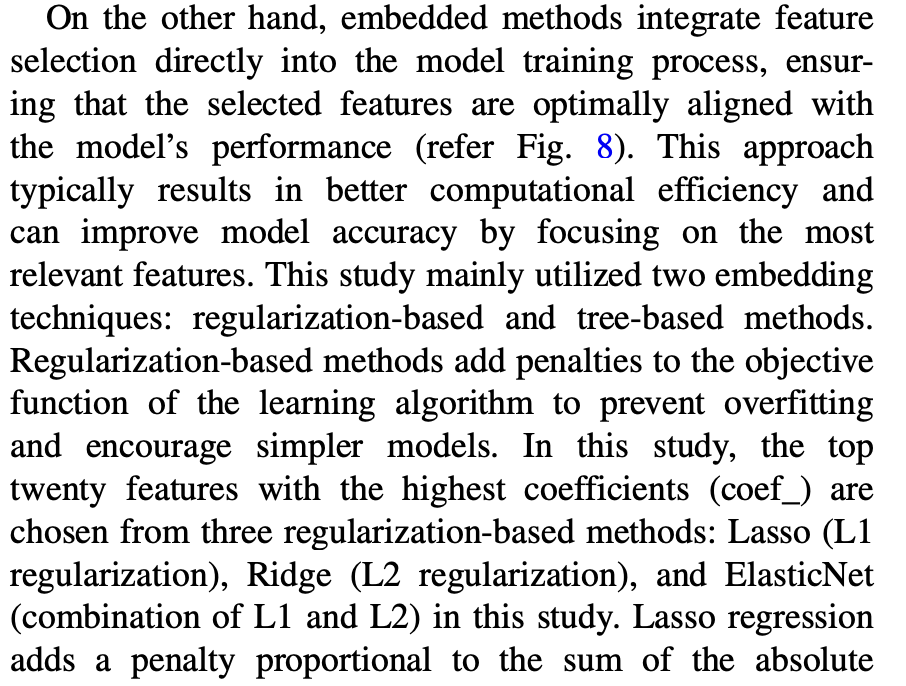 On the other hand, embedded methods integrate feature
selection directly into the model training process, ensur-
ing that the selected features are optimally aligned with
the model's performance (refer Fig. 8). This approach
typically results in better computational efficiency and
can improve model accuracy by focusing on the most
relevant features. This study mainly utilized two embedding
techniques: regularization-based and tree-based methods.
Regularization-based methods add penalties to the objective
function of the learning algorithm to prevent overfitting
and encourage simpler models. In this study, the top
twenty features with the highest coefficients (coef_) are
chosen from three regularization-based methods: Lasso (L1
regularization), Ridge (L2 regularization), and ElasticNet
(combination of L1 and L2) in this study. Lasso regression
adds a penalty proportional to the sum of the absolute